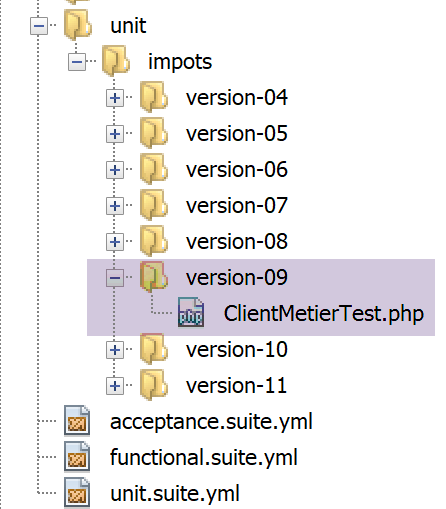 unit
impots
version-04
version-05
version-06
version-07
version-08
version-09
php ClientMetierTest.php
version-10
version-11
acceptance.suite.yml
functional.suite.yml
unit.suite.yml